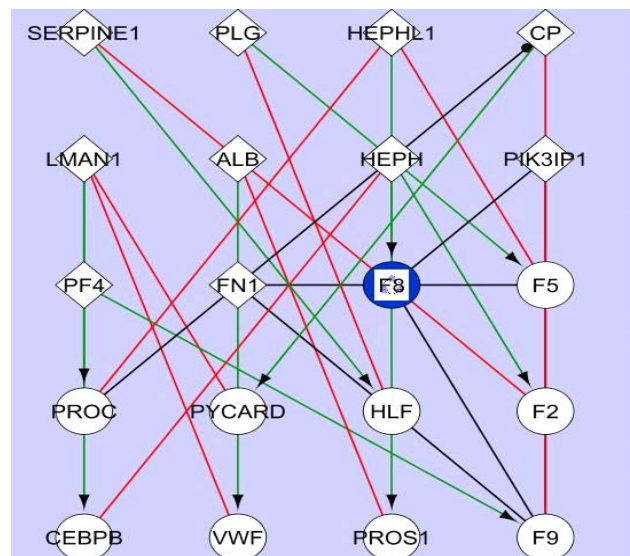 SERPINE1 PLG HEPHL1 CP
LMAN1 ALB HEPH PIK3IP1
PF4 FN1 F8 F5
PROC PYCARD HLF F2
CEBPB VWF PROS1 F9